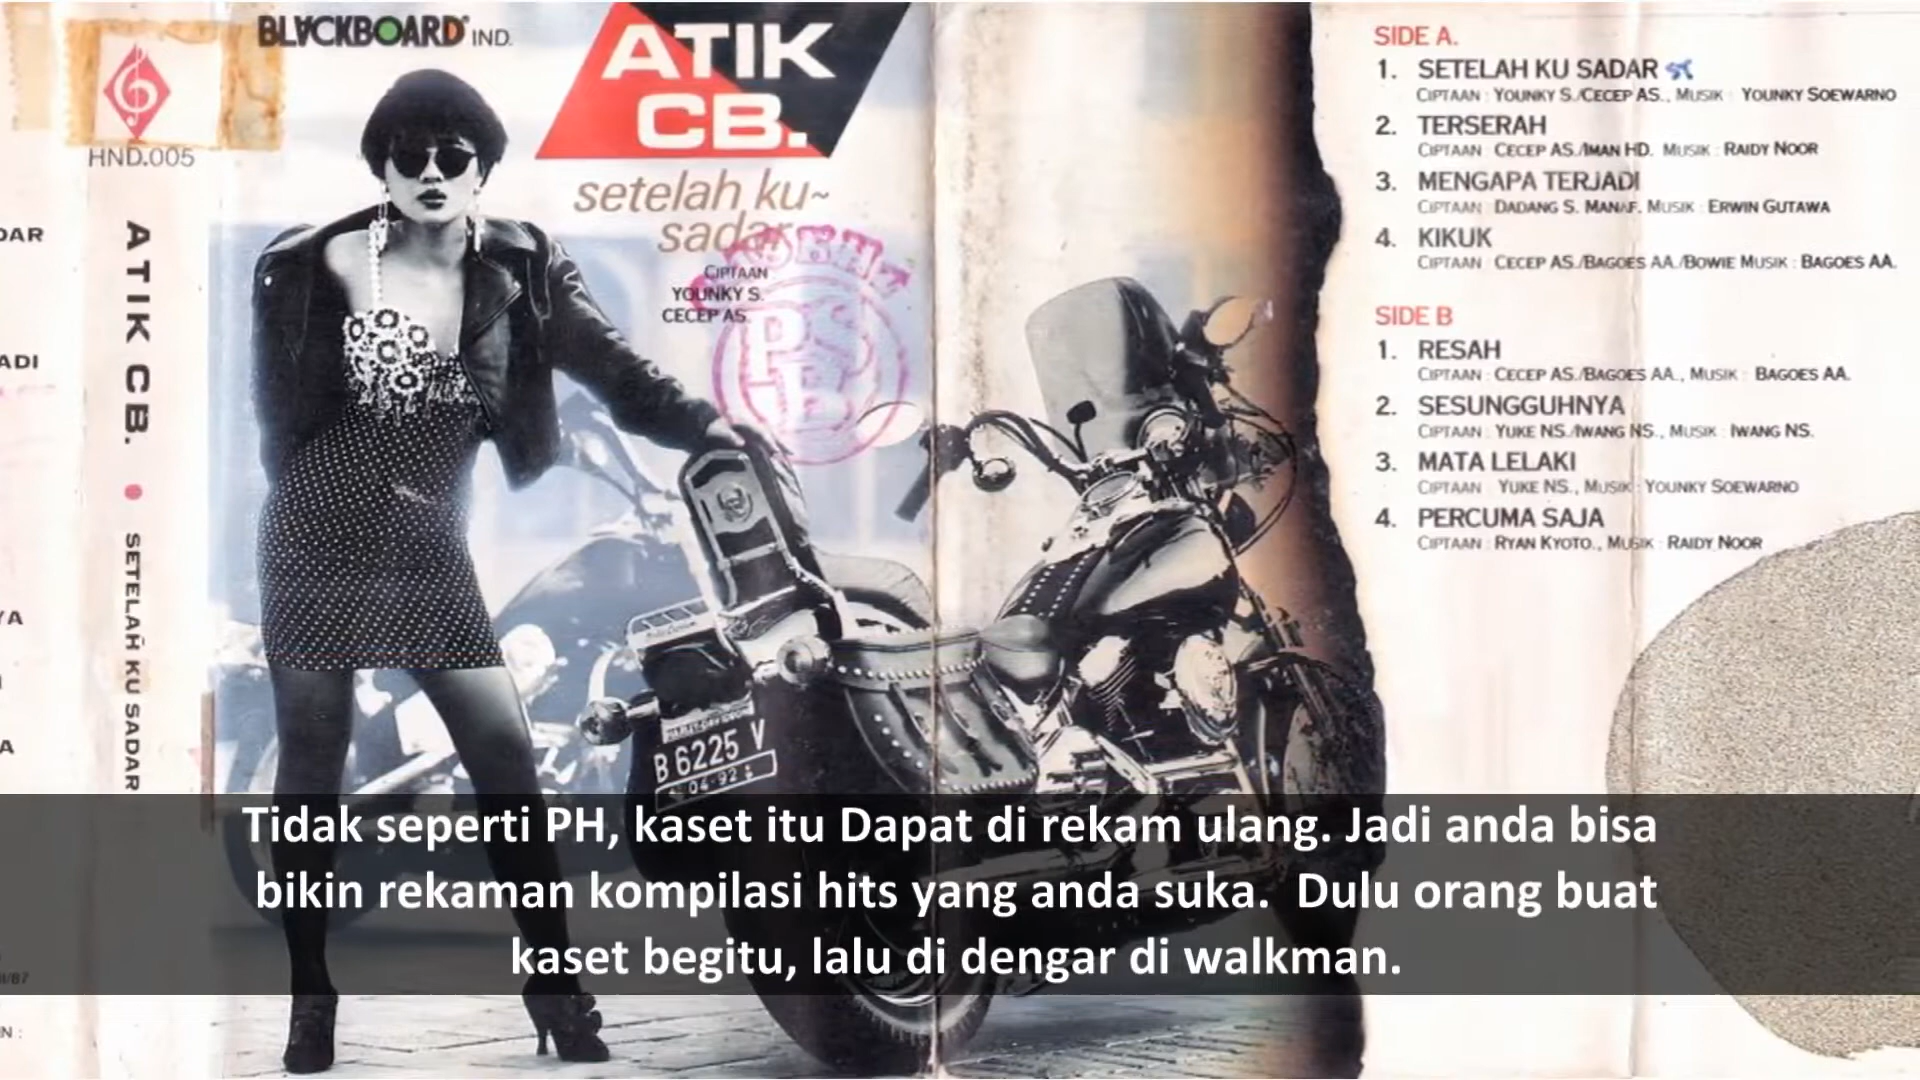 BLACKBOARD IND.
HND.005
ATIK CB. • SETELAH KU SADAR
ATIK
CB.
setelah ku~
sadar
CIPTAAN
YOUNKY S.
CECEP AS.
PSB
HARLEY-DAVIDSON
B 6225 V
04·92
SIDE A.
1. SETELAH KU SADAR
CIPTAAN : YOUNKY S./CECEP AS., MUSIK : YOUNKY SOEWARNO
2. TERSERAH
CIPTAAN : CECEP AS./IMAN HD. MUSIK : RAIDY NOOR
3. MENGAPA TERJADI
CIPTAAN : DADANG S. MANAF. MUSIK : ERWIN GUTAWA
4. KIKUK
CIPTAAN : CECEP AS./BAGOES AA./BOWIE MUSIK : BAGOES AA.
SIDE B
1. RESAH
CIPTAAN : CECEP AS./BAGOES AA., MUSIK : BAGOES AA.
2. SESUNGGUHNYA
CIPTAAN : YUKE NS./IWANG NS., MUSIK : IWANG NS.
3. MATA LELAKI
CIPTAAN : YUKE NS., MUSIK : YOUNKY SOEWARNO
4. PERCUMA SAJA
CIPTAAN : RYAN KYOTO., MUSIK : RAIDY NOOR
Tidak seperti PH, kaset itu Dapat di rekam ulang. Jadi anda bisa
bikin rekaman kompilasi hits yang anda suka. Dulu orang buat
kaset begitu, lalu di dengar di walkman.